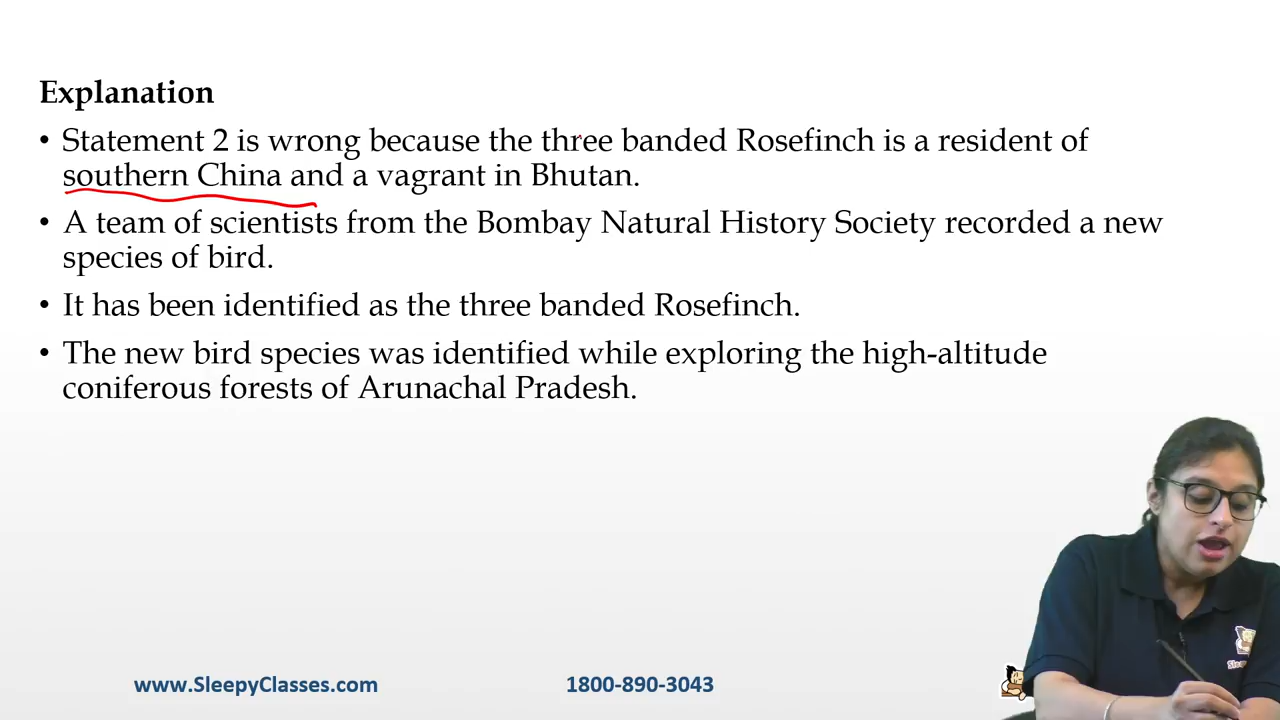 Explanation
• Statement 2 is wrong because the three banded Rosefinch is a resident of
southern China and a vagrant in Bhutan.
• A team of scientists from the Bombay Natural History Society recorded a new
species of bird.
• It has been identified as the three banded Rosefinch.
• The new bird species was identified while exploring the high-altitude
coniferous forests of Arunachal Pradesh.
www.SleepyClasses.com
1800-890-3043